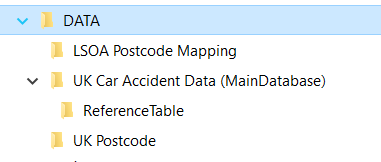 DATA
LSOA Postcode Mapping
UK Car Accident Data (MainDatabase)
ReferenceTable
UK Postcode